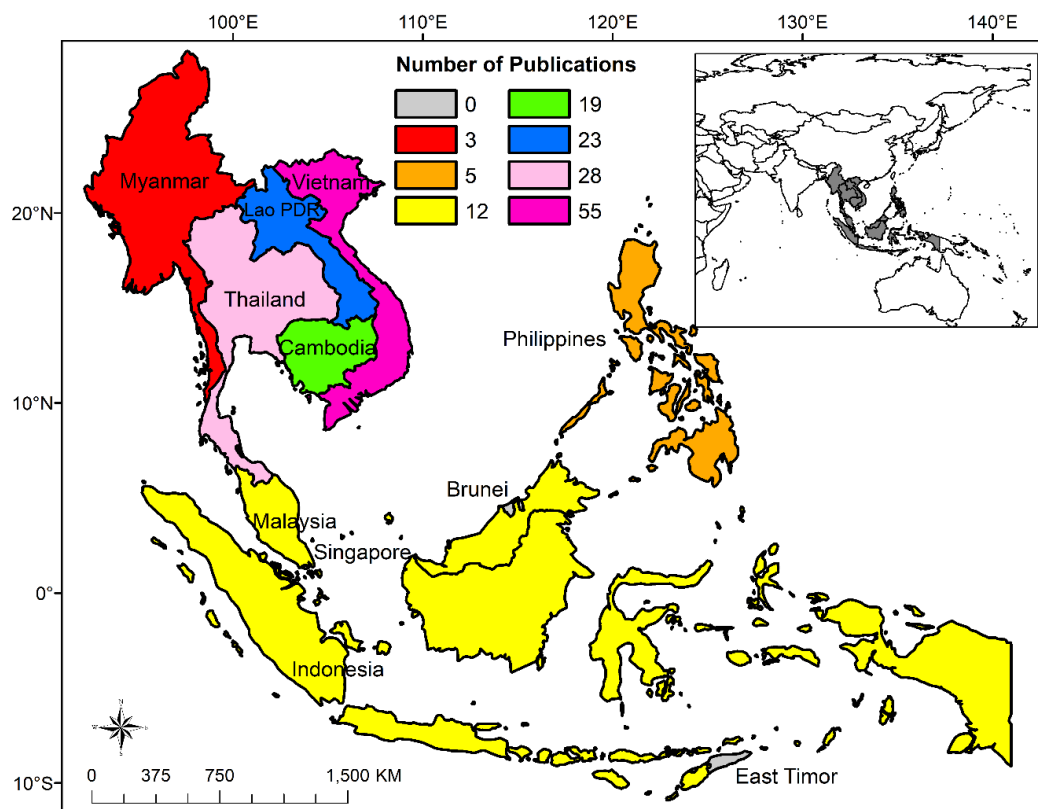 100°E 110°E 120°E 130°E 140°E
Number of Publications
0 19
3 23
5 28
12 55
Myanmar
Vietnam
Lao PDR
20°N
Thailand
Cambodia
Philippines
10°N
Brunei
Malaysia
Singapore
0°
Indonesia
N
W E
S
East Timor
10°S
0 375 750 1,500 KM